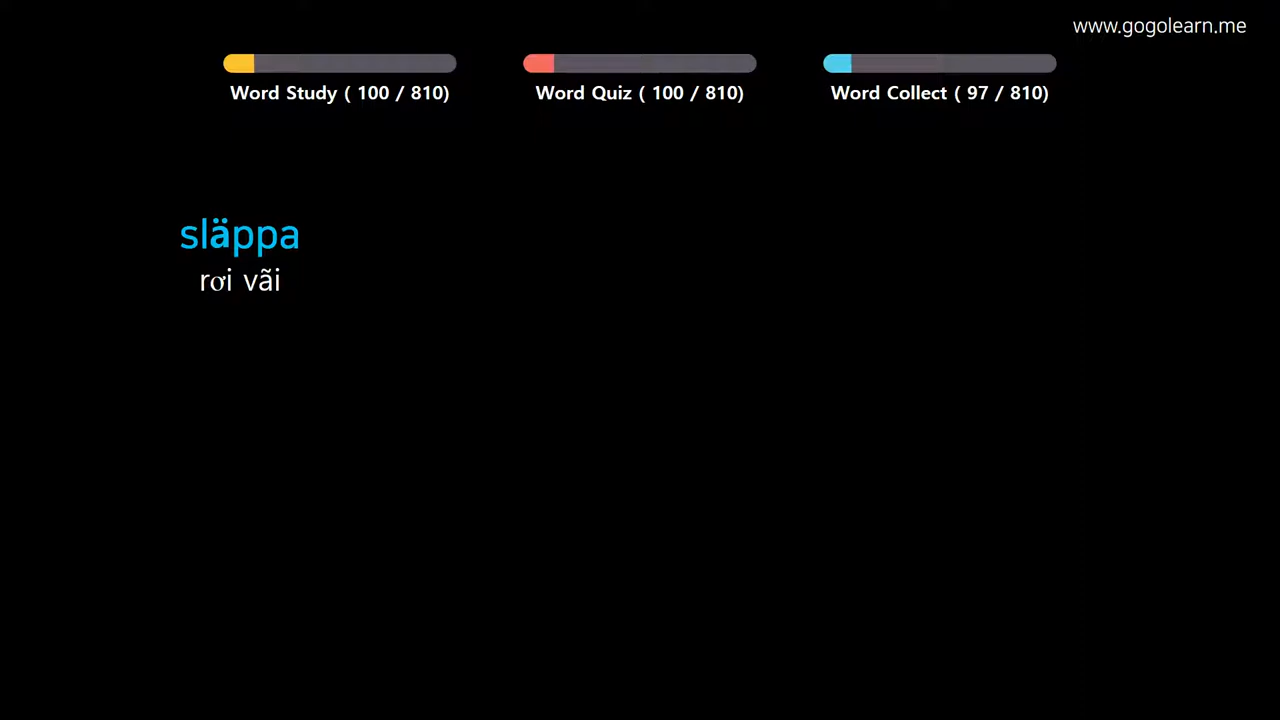 www.gogolearn.me
Word Study ( 100 / 810)
Word Quiz ( 100 / 810)
Word Collect ( 97 / 810)
släppa
rơi vãi